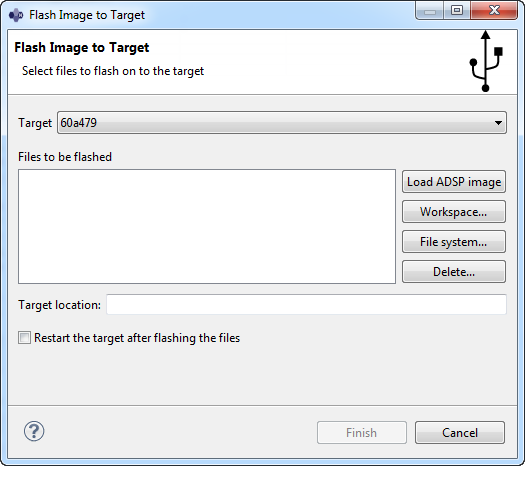 Flash Image to Target
Flash Image to Target
Select files to flash on to the target
Target 60a479
Files to be flashed
Load ADSP image
Workspace...
File system...
Delete...
Target location:
Restart the target after flashing the files
? Finish Cancel